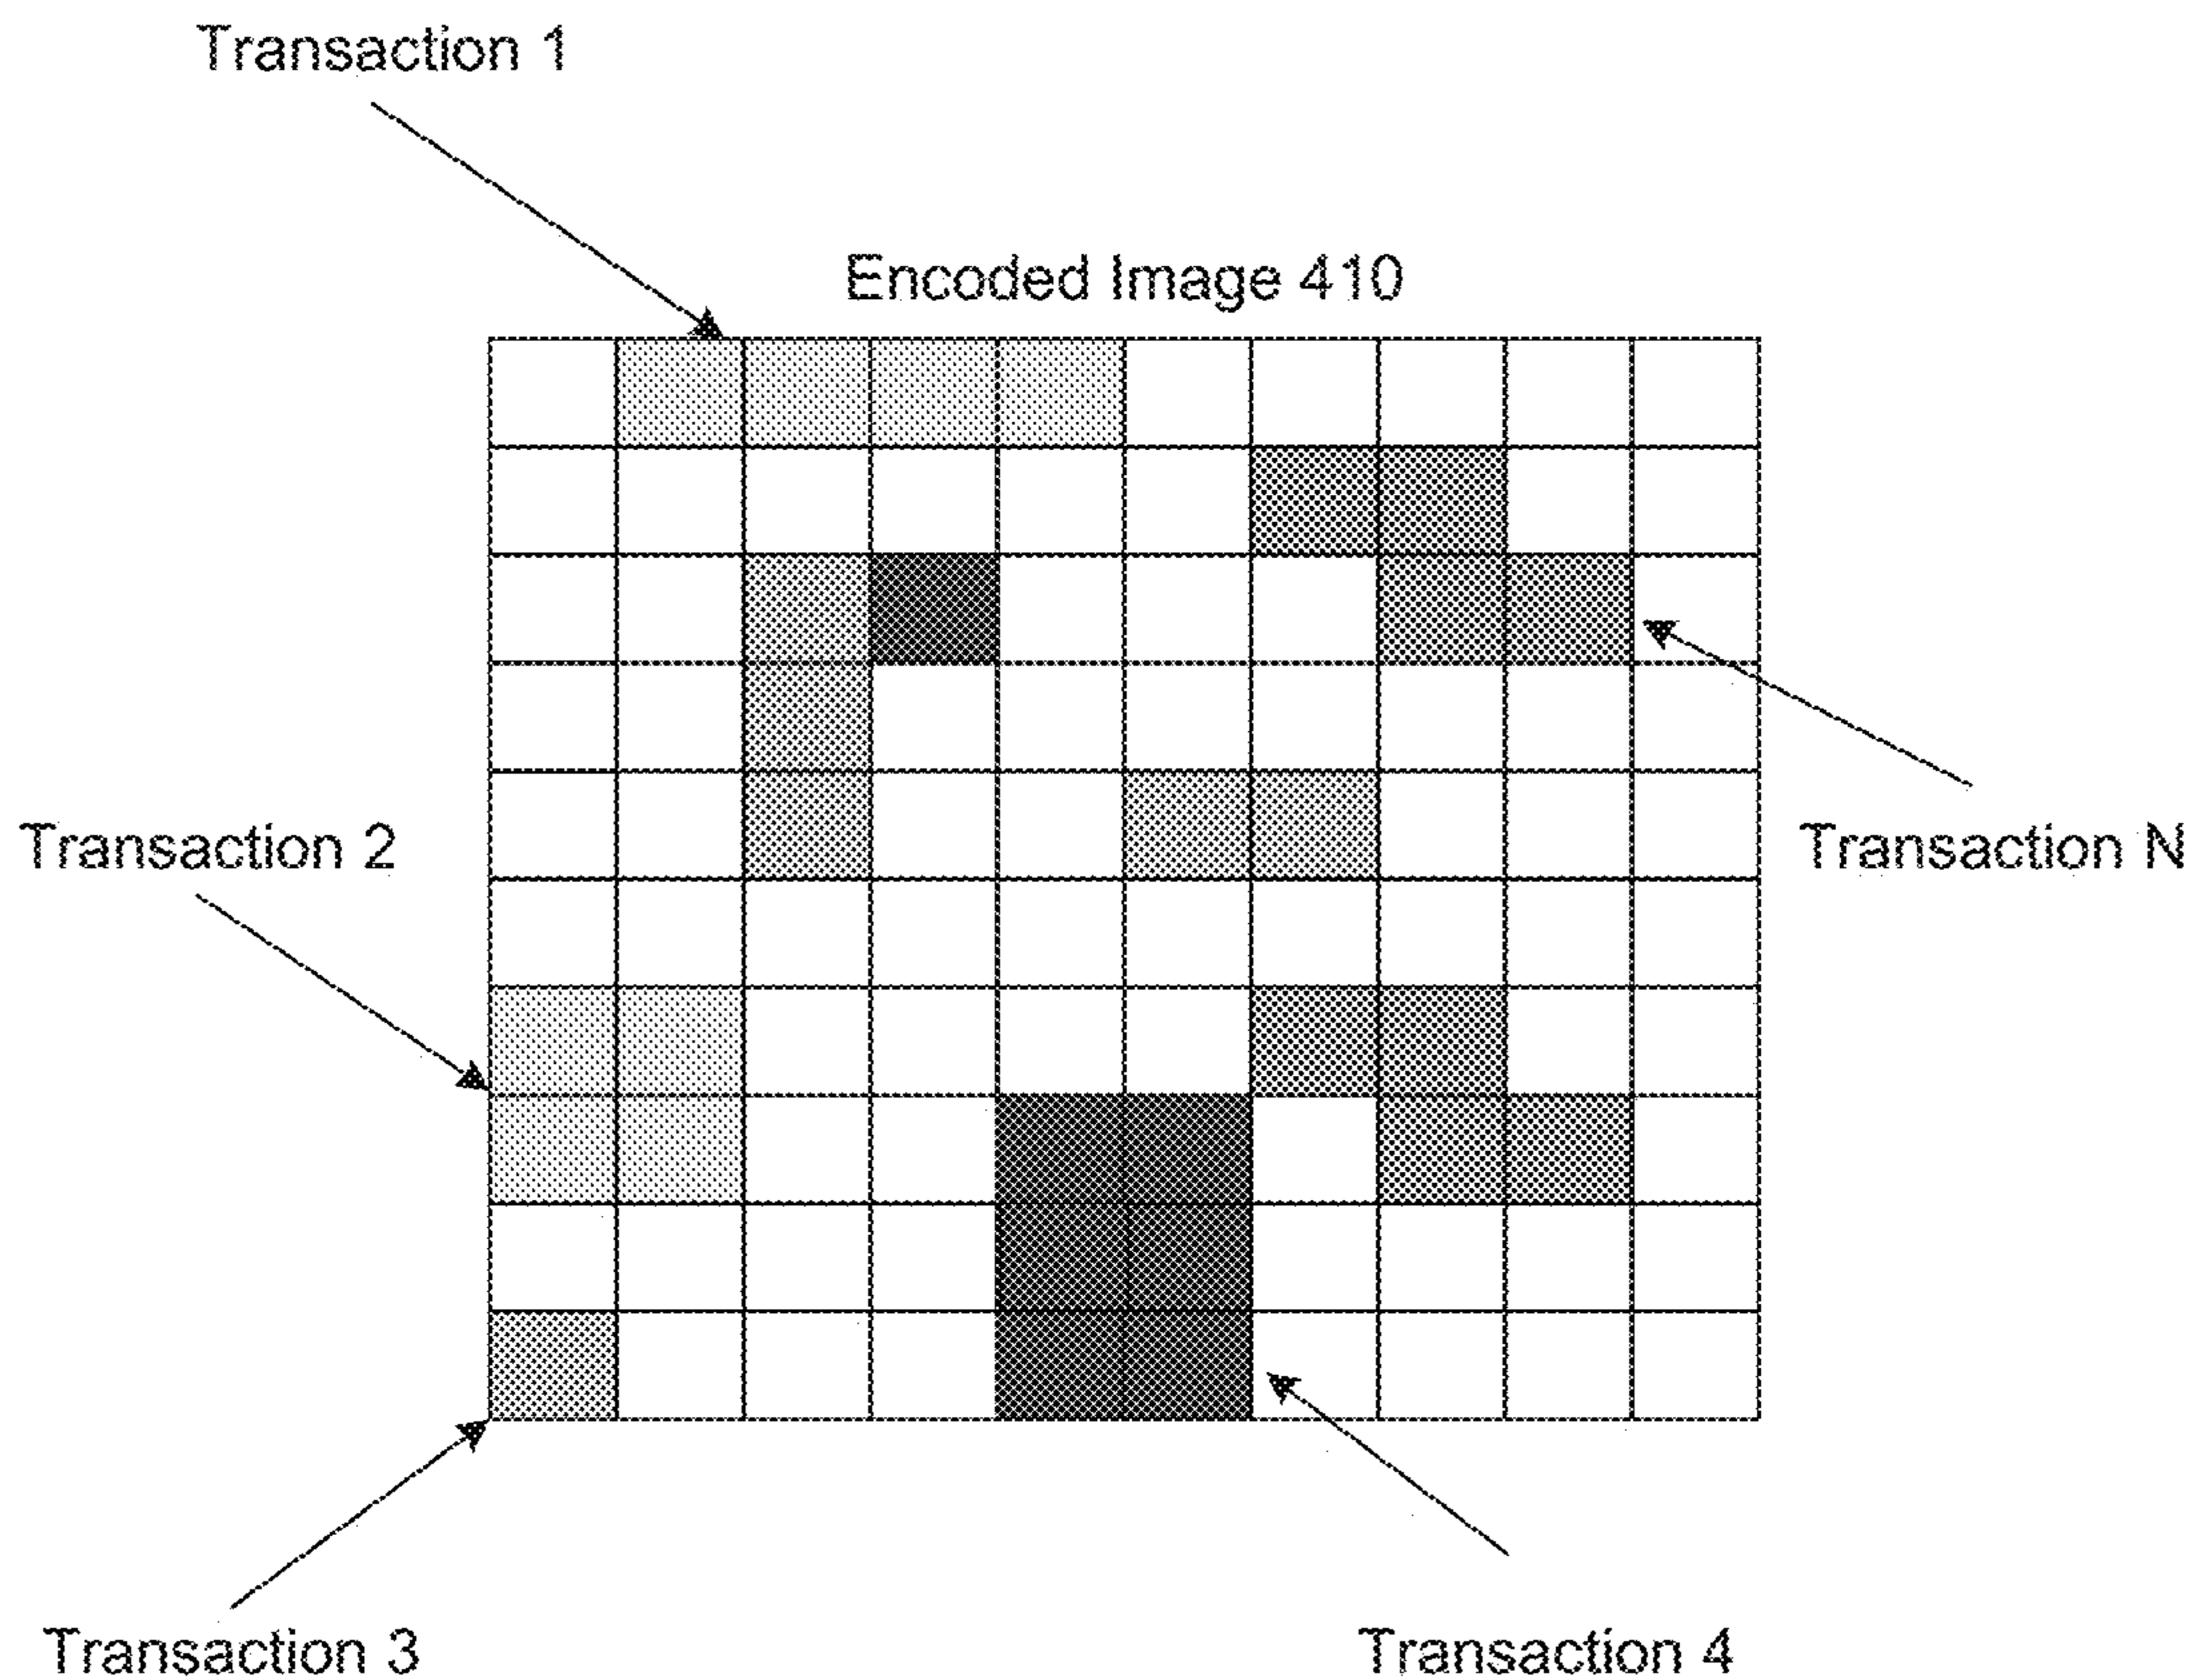 Transaction 1
Encoded Image 410
Transaction 2
Transaction N
Transaction 3
Transaction 4